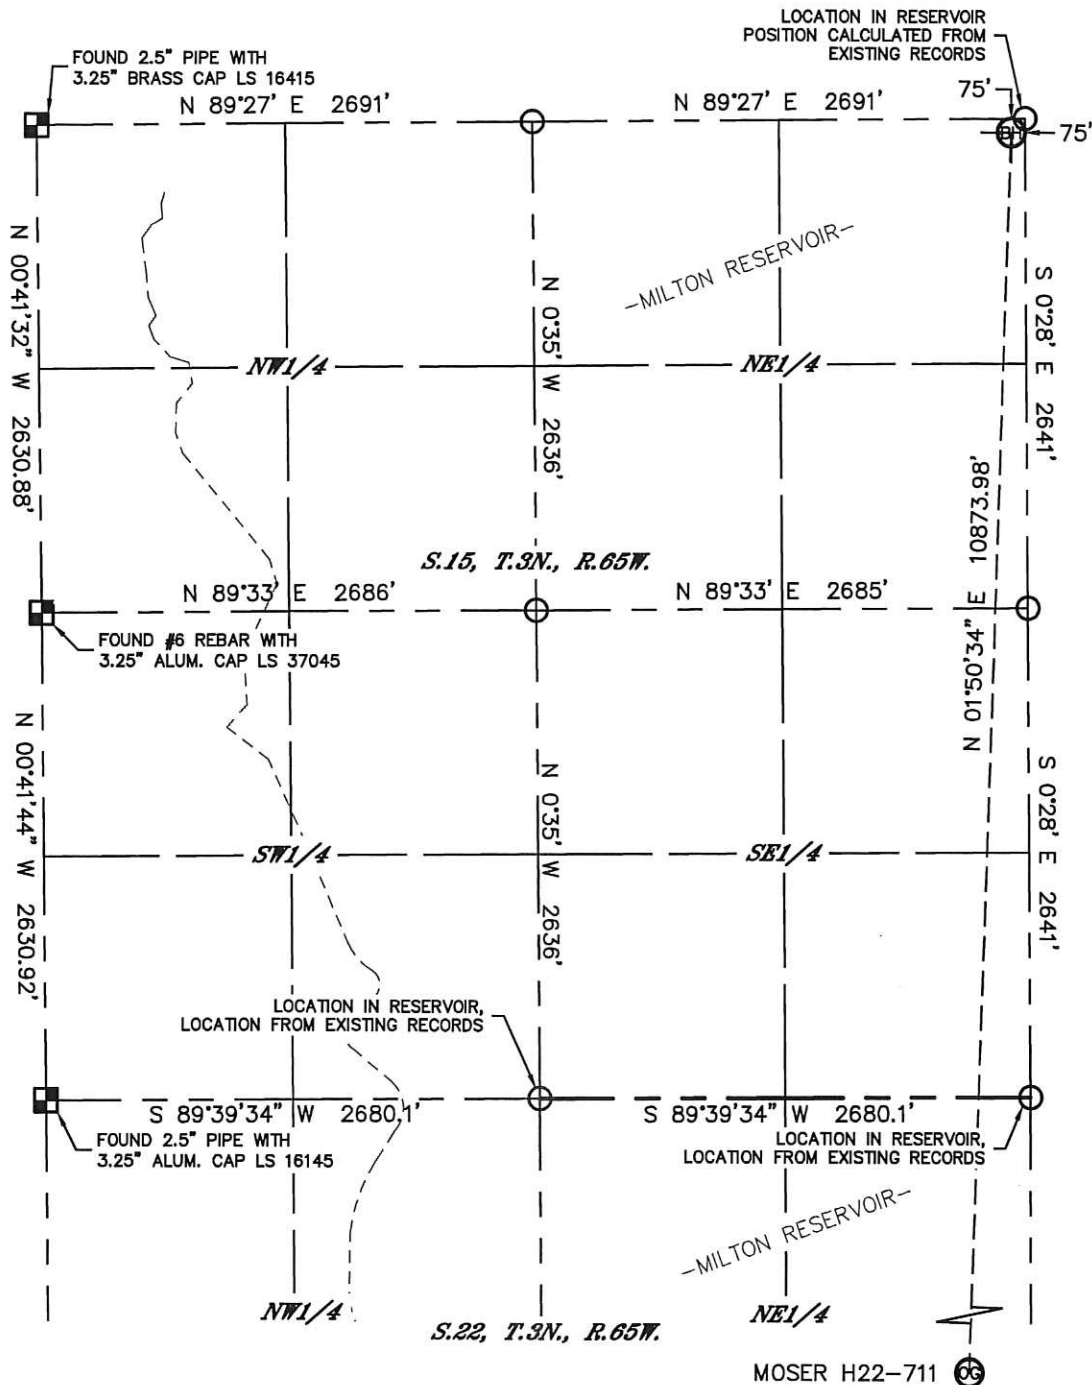 LOCATION IN RESERVOIR
POSITION CALCULATED FROM
EXISTING RECORDS
FOUND 2.5" PIPE WITH
3.25" BRASS CAP LS 16415
N 89°27' E 2691'
N 89°27' E 2691'
75'
BH
75'
-MILTON RESERVOIR-
N 00°41'32" W 2630.88'
N 0°35' W 2636'
S 0°28' E 2641'
NW1/4
NE1/4
S.15, T.3N., R.65W.
N 89°33' E 2686'
N 89°33' E 2685'
N 01°50'34" E 10873.98'
FOUND #6 REBAR WITH
3.25" ALUM. CAP LS 37045
N 00°41'44" W 2630.92'
N 0°35' W 2636'
S 0°28' E 2641'
SW1/4
SE1/4
LOCATION IN RESERVOIR,
LOCATION FROM EXISTING RECORDS
S 89°39'34" W 2680.1'
S 89°39'34" W 2680.1'
FOUND 2.5" PIPE WITH
3.25" ALUM. CAP LS 16145
LOCATION IN RESERVOIR,
LOCATION FROM EXISTING RECORDS
-MILTON RESERVOIR-
NW1/4
NE1/4
S.22, T.3N., R.65W.
MOSER H22-711
OG